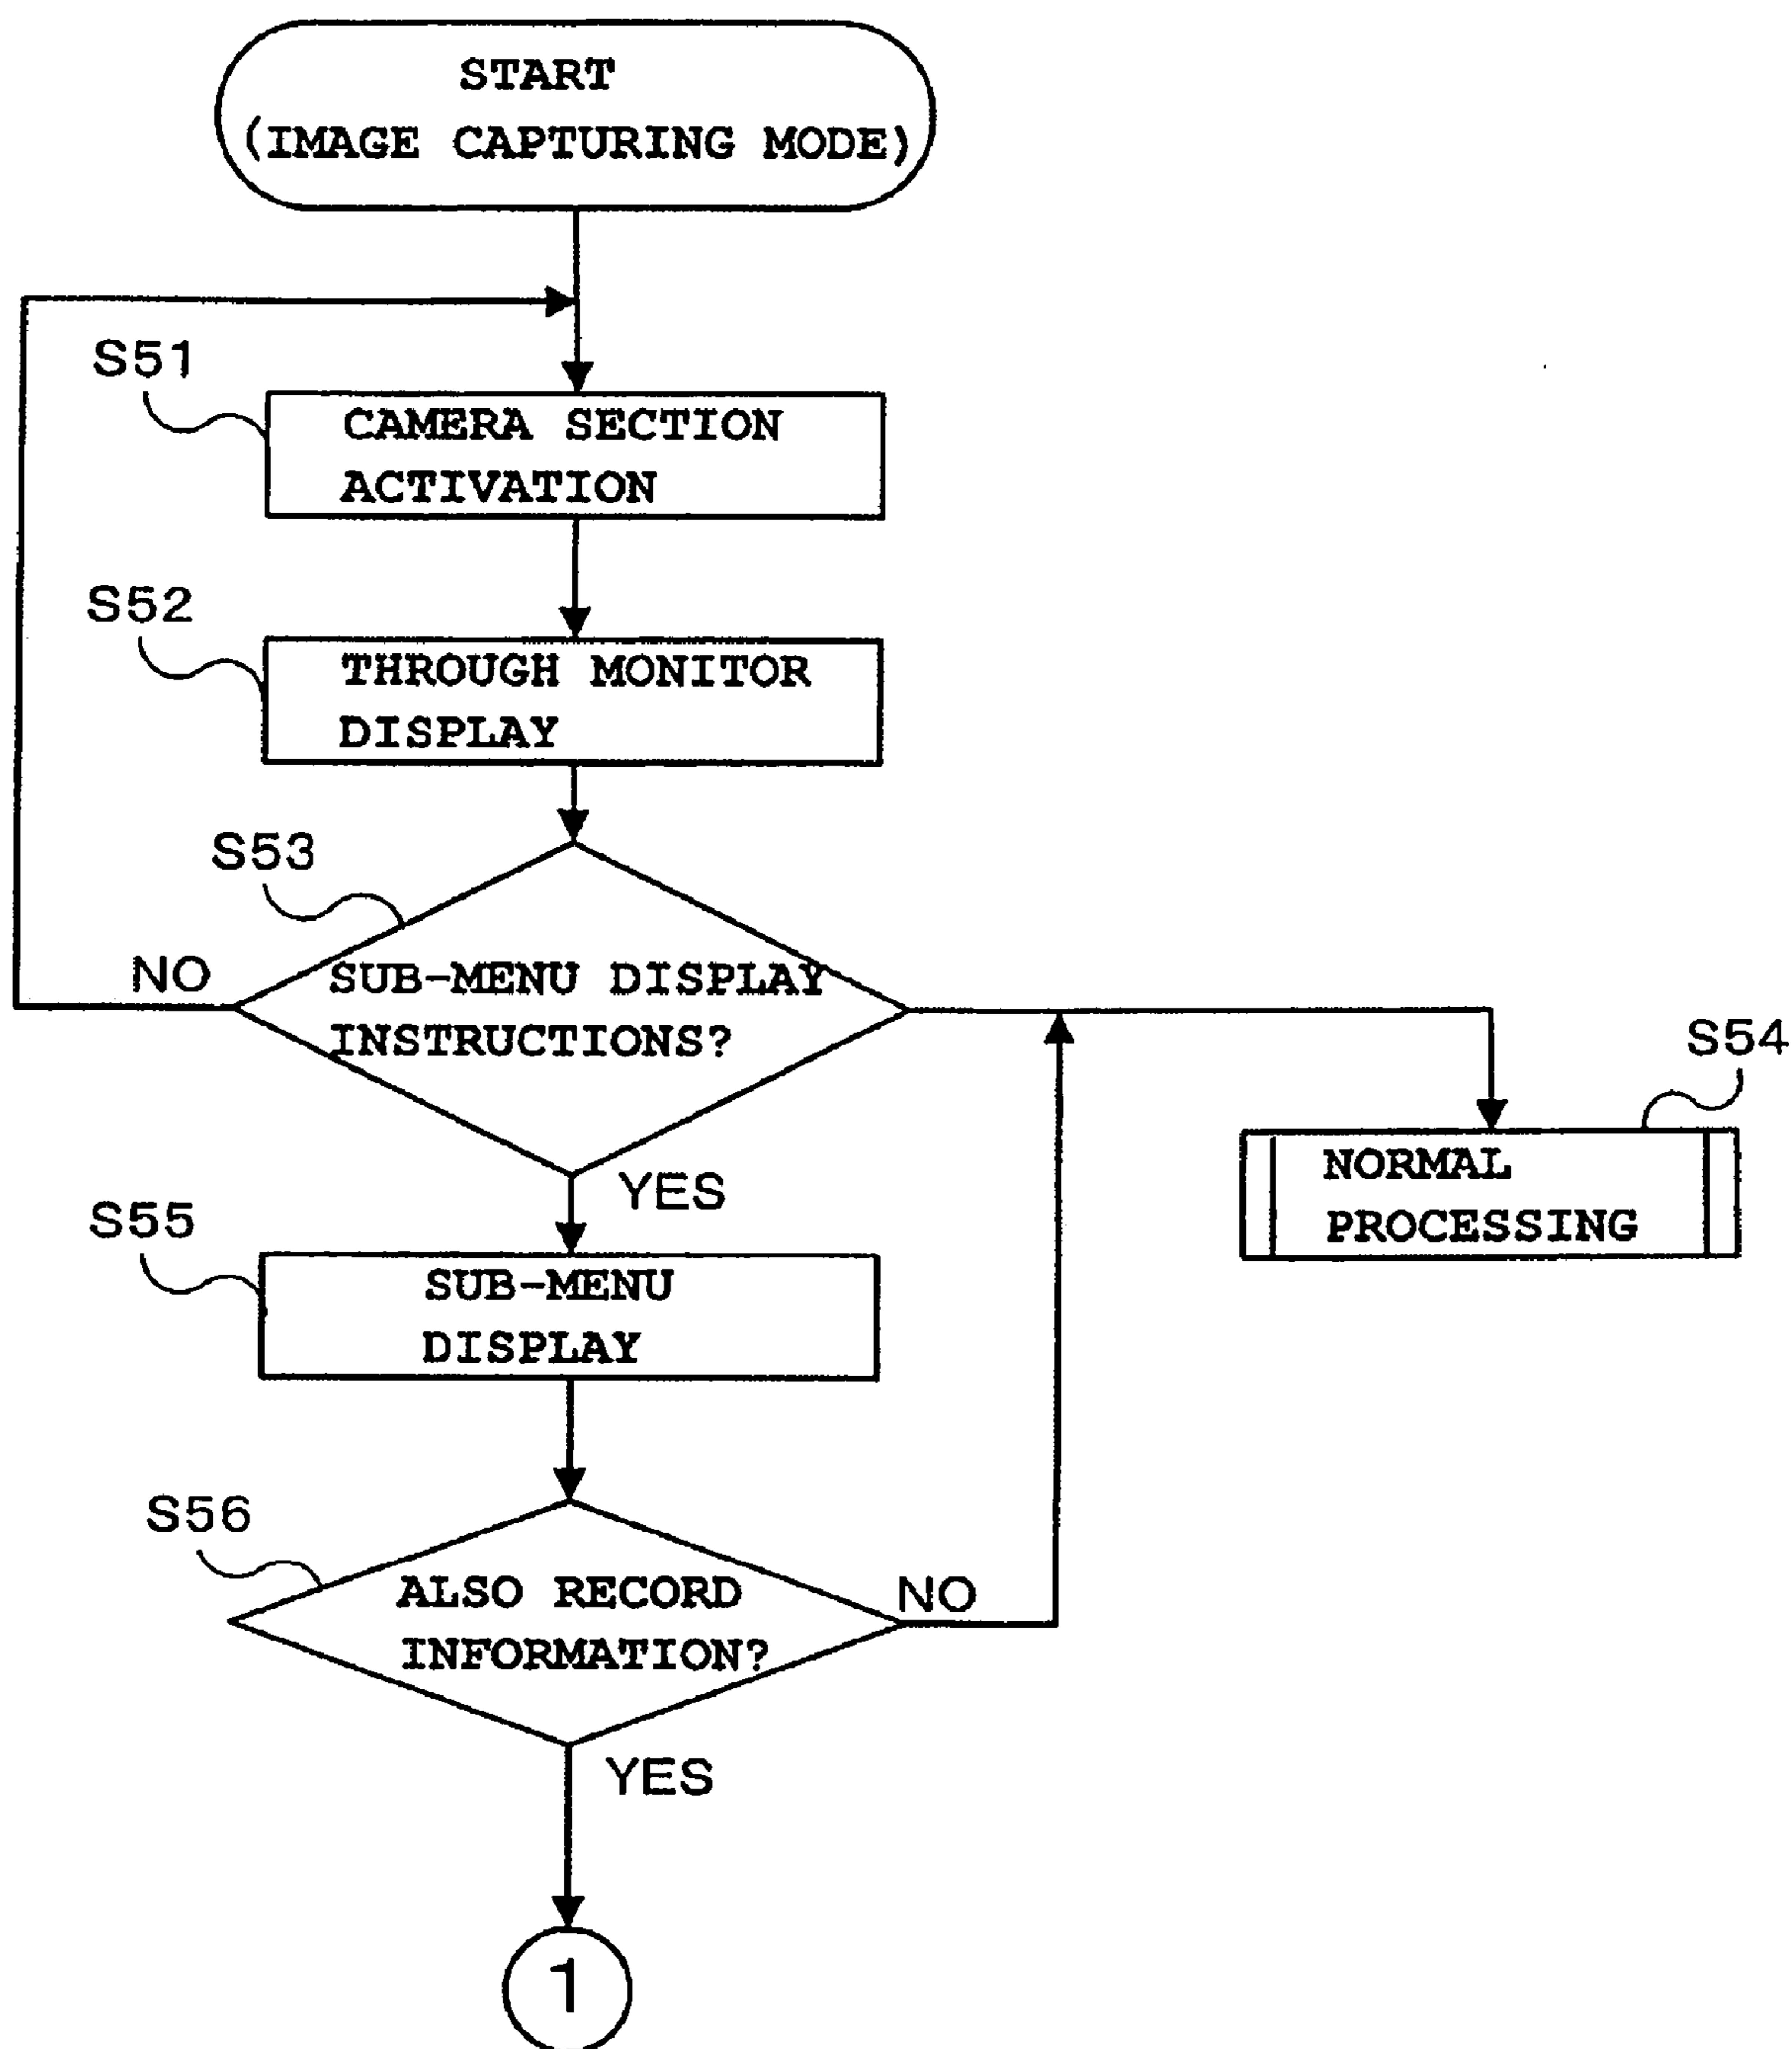 START
(IMAGE CAPTURING MODE)
S51
CAMERA SECTION
ACTIVATION
S52
THROUGH MONITOR
DISPLAY
S53
NO
SUB-MENU DISPLAY
INSTRUCTIONS?
YES
S54
NORMAL
PROCESSING
S55
SUB-MENU
DISPLAY
S56
ALSO RECORD
INFORMATION?
NO
YES
1